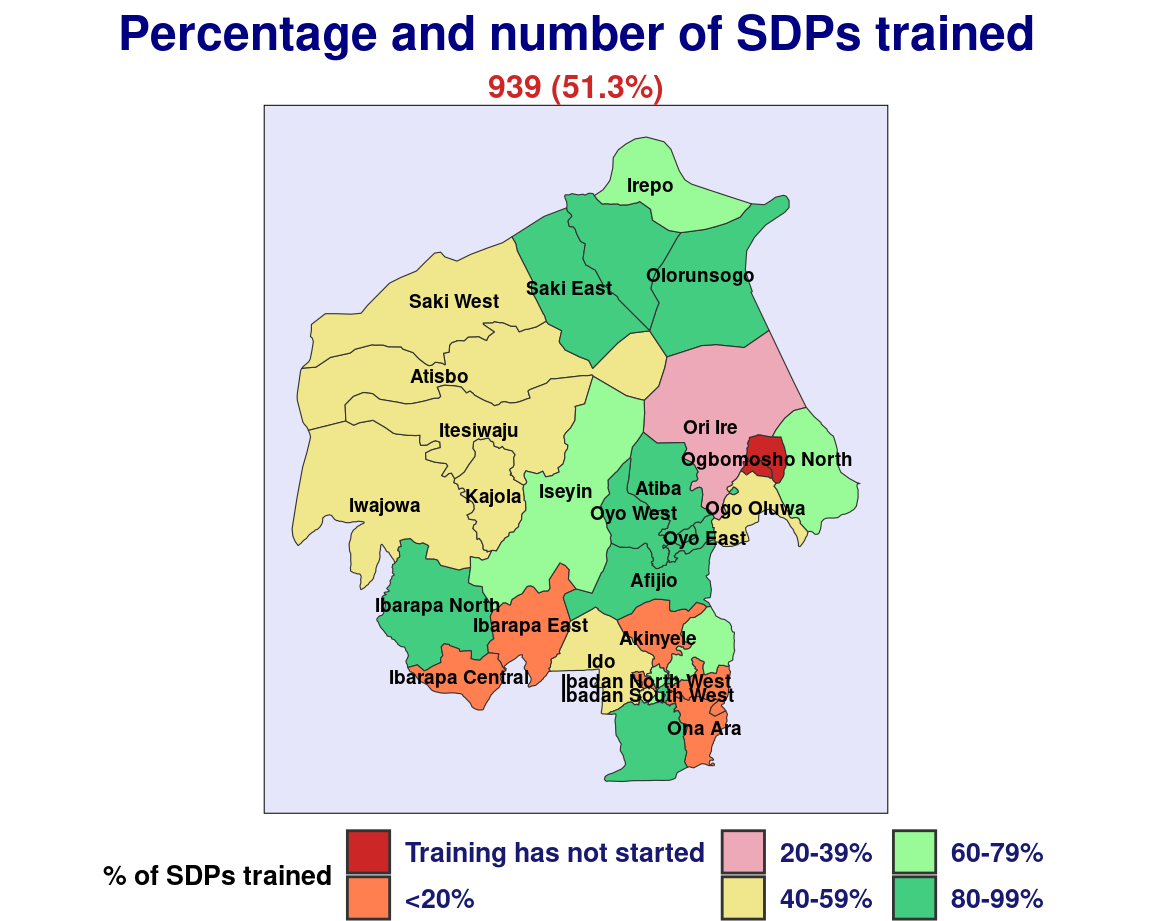 Percentage and number of SDPs trained
939 (51.3%)
Irepo
Olorunsogo
Saki East
Saki West
Atisbo
Ori Ire
Itesiwaju
Ogbomosho North
Atiba
Iseyin
Kajola
Iwajowa
Ogo Oluwa
Oyo West
Oyo East
Afijio
Ibarapa North
Ibarapa East
Akinyele
Ido
Ibarapa Central
Ibadan North West
Ibadan South West
Ona Ara
% of SDPs trained
Training has not started
<20%
20-39%
40-59%
60-79%
80-99%